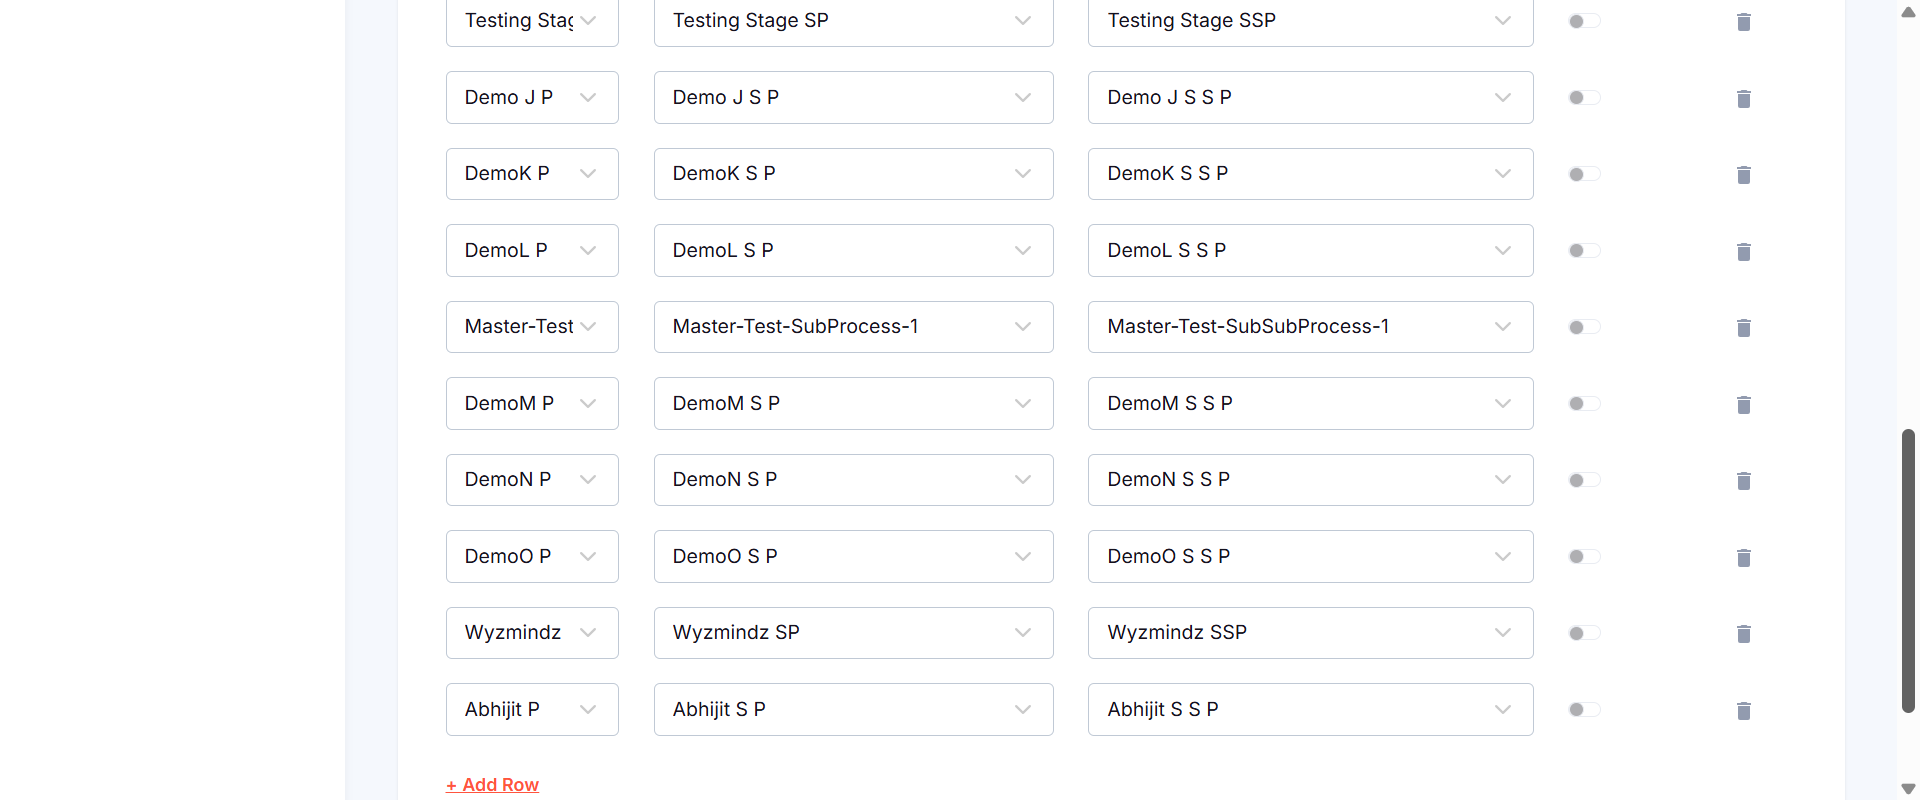 Testing Stag Testing Stage SP Testing Stage SSP
Demo J P Demo J S P Demo J S S P
DemoK P DemoK S P DemoK S S P
DemoL P DemoL S P DemoL S S P
Master-Test Master-Test-SubProcess-1 Master-Test-SubSubProcess-1
DemoM P DemoM S P DemoM S S P
DemoN P DemoN S P DemoN S S P
DemoO P DemoO S P DemoO S S P
Wyzmindz Wyzmindz SP Wyzmindz SSP
Abhijit P Abhijit S P Abhijit S S P
+ Add Row